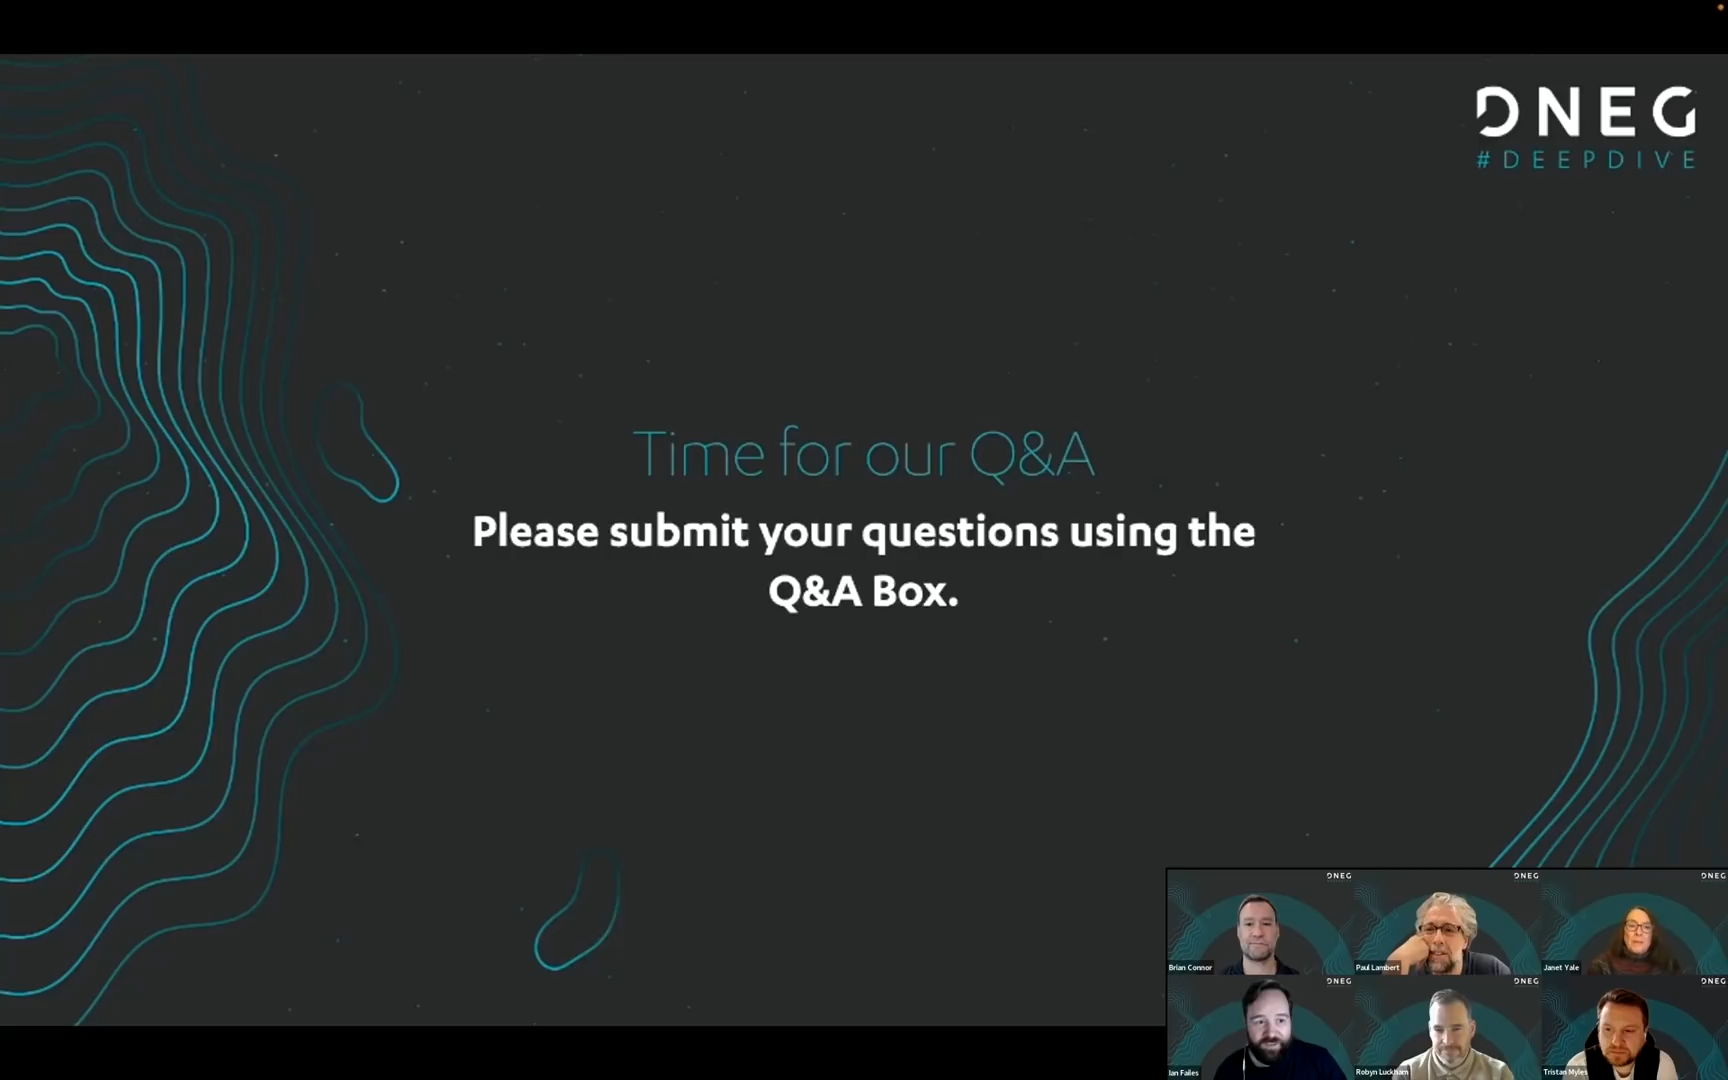 DNEG
#DEEPDIVE
Time for our Q&A
Please submit your questions using the
Q&A Box.
DNEG
DNEG
DNEG
Brian Connor
Paul Lambert
Janet Yale
DNEG
DNEG
DNEG
Ian Failes
Robyn Luckham
Tristan Myles